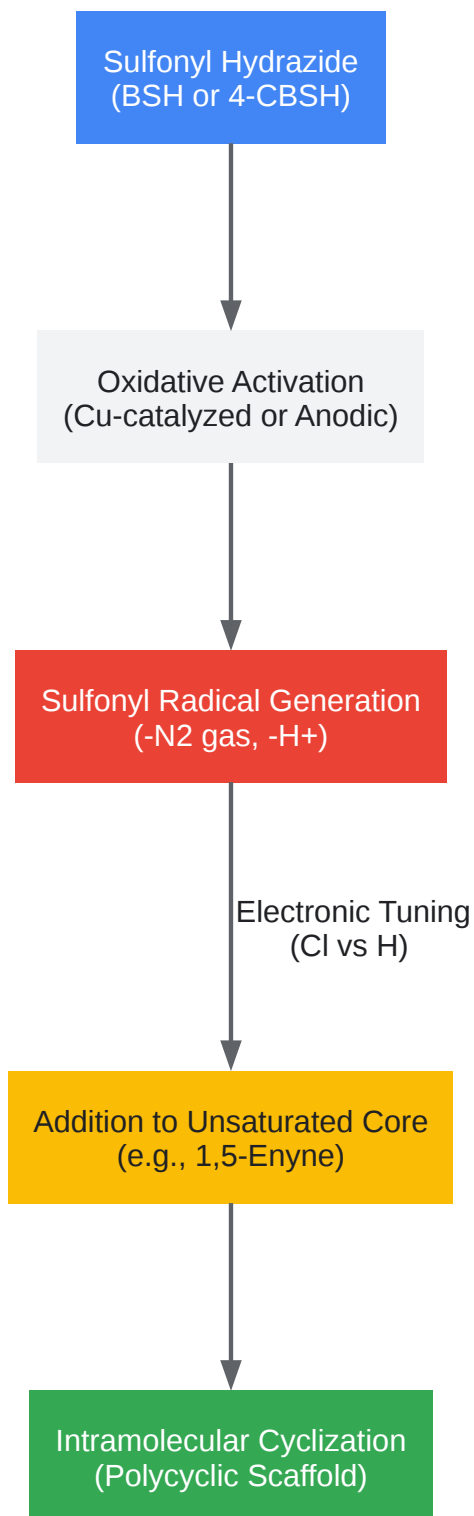 Sulfonyl Hydrazide
(BSH or 4-CBSH)
Oxidative Activation
(Cu-catalyzed or Anodic)
Sulfonyl Radical Generation
(-N2 gas, -H+)
Electronic Tuning
(Cl vs H)
Addition to Unsaturated Core
(e.g., 1,5-Enyne)
Intramolecular Cyclization
(Polycyclic Scaffold)